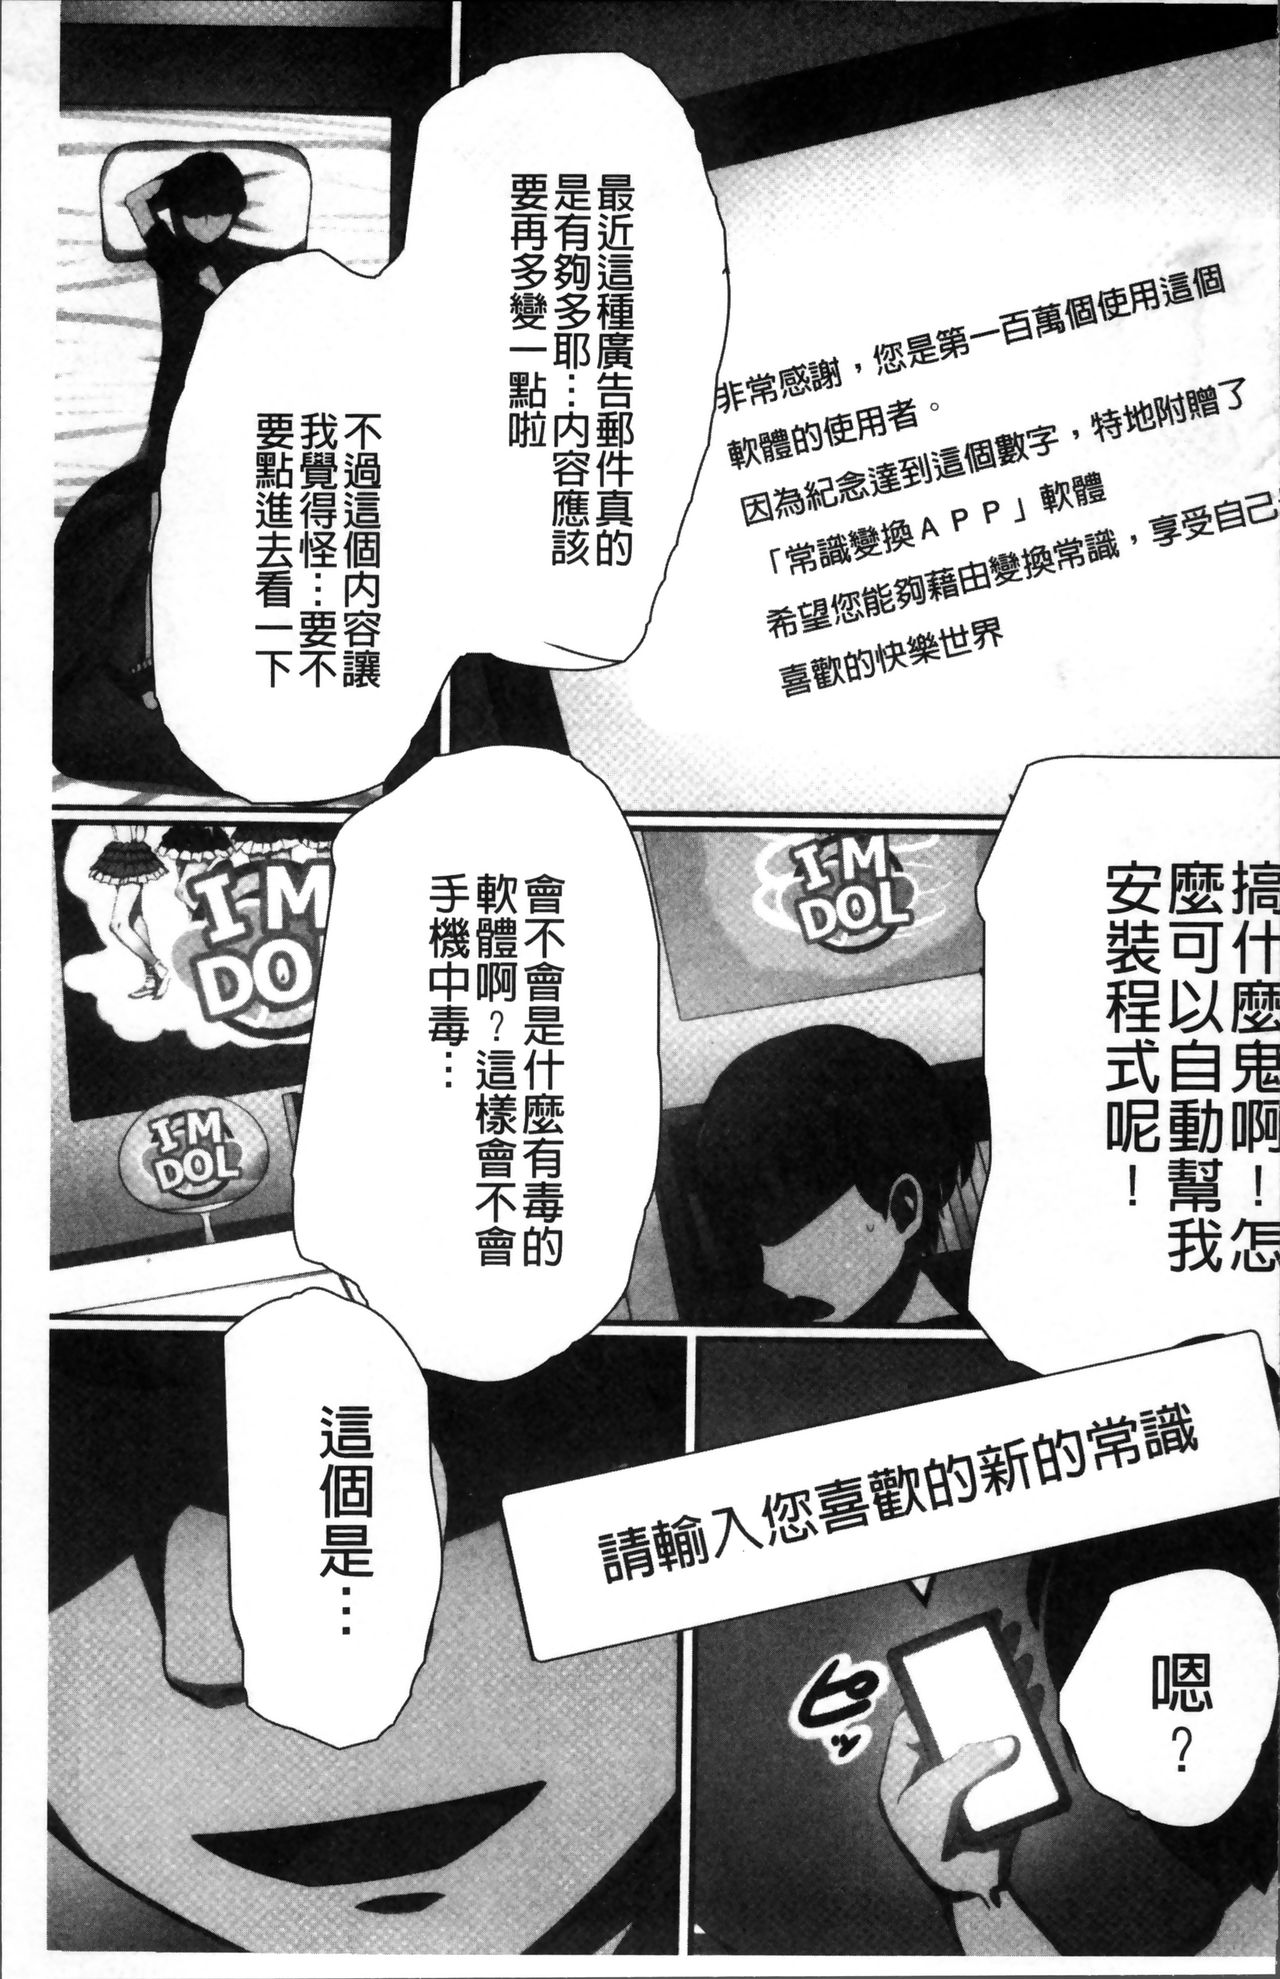 非常感謝，您是第一百萬個使用這個
軟體的使用者。
因為紀念達到這個數字，特地附贈了
「常識變換ＡＰＰ」軟體
希望您能夠藉由變換常識，享受自己
喜歡的快樂世界
最近這種廣告郵件真的
是有夠多耶…內容應該
要再多變一點啦
不過這個內容讓
我覺得怪…要不
要點進去看一下
搞什麼鬼啊！怎
麼可以自動幫我
安裝程式呢！
I-M
DOL
會不會是什麼有毒的
軟體啊？這樣會不會
手機中毒…
I-M
DOL
I-M
DOL
請輸入您喜歡的新的常識
嗯？
ピッ
這個是…